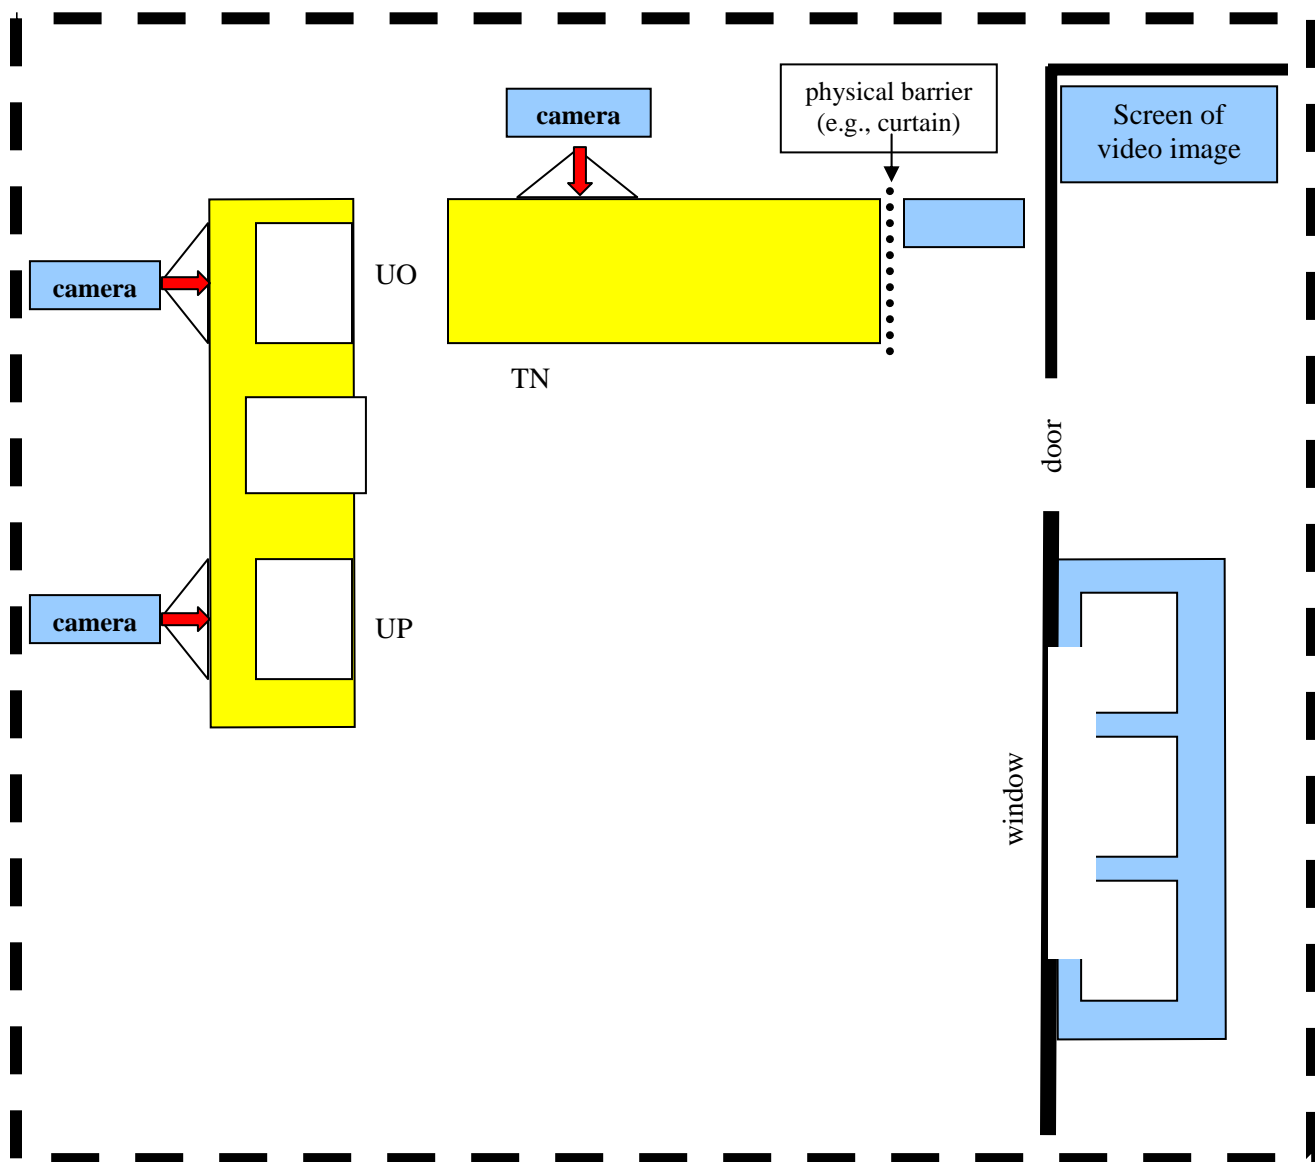 camera
physical barrier
(e.g., curtain)
Screen of
video image
camera
UO
TN
door
camera
UP
window